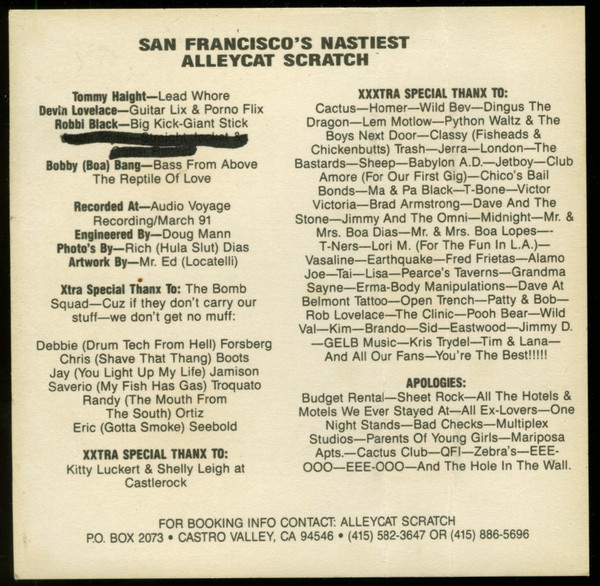 SAN FRANCISCO'S NASTIEST
ALLEYCAT SCRATCH
Tommy Haight—Lead Whore
Devin Lovelace—Guitar Lix & Porno Flix
Robbi Black—Big Kick-Giant Stick
Bobby (Boa) Bang—Bass From Above
The Reptile Of Love
Recorded At—Audio Voyage
Recording/March 91
Engineered By—Doug Mann
Photo's By—Rich (Hula Slut) Dias
Artwork By—Mr. Ed (Locatelli)
Xtra Special Thanx To: The Bomb
Squad—Cuz if they don't carry our
stuff—we don't get no muff:
Debbie (Drum Tech From Hell) Forsberg
Chris (Shave That Thang) Boots
Jay (You Light Up My Life) Jamison
Saverio (My Fish Has Gas) Troquato
Randy (The Mouth From
The South) Ortiz
Eric (Gotta Smoke) Seebold
XXTRA SPECIAL THANX TO:
Kitty Luckert & Shelly Leigh at
Castlerock
XXXTRA SPECIAL THANX TO:
Cactus—Homer—Wild Bev—Dingus The
Dragon—Lem Motlow—Python Waltz & The
Boys Next Door—Classy (Fisheads &
Chickenbutts) Trash—Jerra—London—The
Bastards—Sheep—Babylon A.D.—Jetboy—Club
Amore (For Our First Gig)—Chico's Bail
Bonds—Ma & Pa Black—T-Bone—Victor
Victoria—Brad Armstrong—Dave And The
Stone—Jimmy And The Omni—Midnight—Mr. &
Mrs. Boa Dias—Mr. & Mrs. Boa Lopes—-
T-Ners—Lori M. (For The Fun In L.A.)—
Vasaline—Earthquake—Fred Frietas—Alamo
Joe—Tai—Lisa—Pearce's Taverns—Grandma
Sayne—Erma-Body Manipulations—Dave At
Belmont Tattoo—Open Trench—Patty & Bob—
Rob Lovelace—The Clinic—Pooh Bear—Wild
Val—Kim—Brando—Sid—Eastwood—Jimmy D.
—GELB Music—Kris Trydel—Tim & Lana—
And All Our Fans—You're The Best!!!!!
APOLOGIES:
Budget Rental—Sheet Rock—All The Hotels &
Motels We Ever Stayed At—All Ex-Lovers—One
Night Stands—Bad Checks—Multiplex
Studios—Parents Of Young Girls—Mariposa
Apts.—Cactus Club—QFI—Zebra's—EEE-
OOO—EEE-OOO—And The Hole In The Wall.
FOR BOOKING INFO CONTACT: ALLEYCAT SCRATCH
P.O. BOX 2073 • CASTRO VALLEY, CA 94546 • (415) 582-3647 OR (415) 886-5696